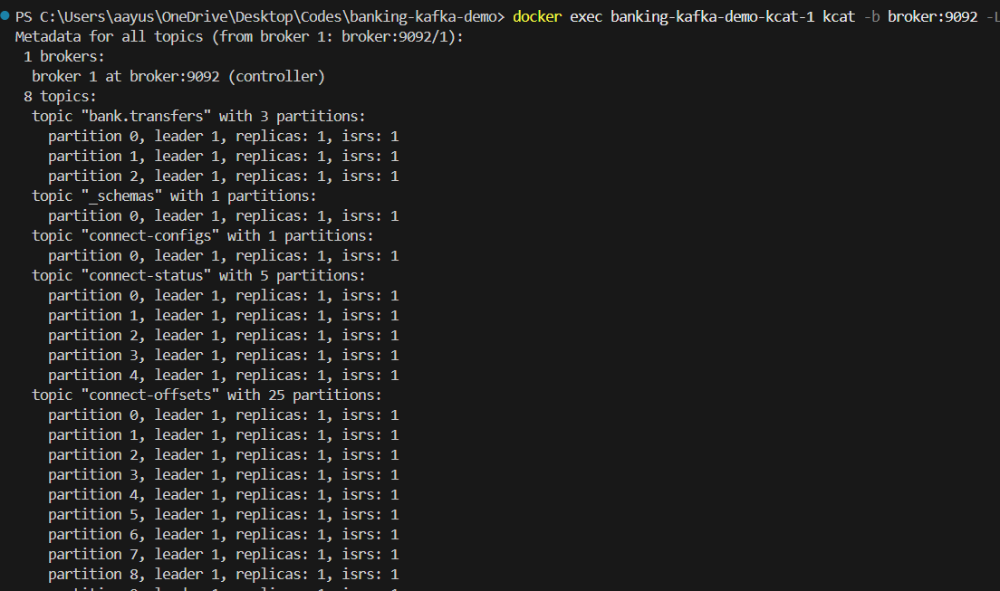 PS C:\Users\aayus\OneDrive\Desktop\Codes\banking-kafka-demo> docker exec banking-kafka-demo-kcat-1 kcat -b broker:9092 -L
Metadata for all topics (from broker 1: broker:9092/1):
 1 brokers:
  broker 1 at broker:9092 (controller)
 8 topics:
  topic "bank.transfers" with 3 partitions:
    partition 0, leader 1, replicas: 1, isrs: 1
    partition 1, leader 1, replicas: 1, isrs: 1
    partition 2, leader 1, replicas: 1, isrs: 1
  topic "_schemas" with 1 partitions:
    partition 0, leader 1, replicas: 1, isrs: 1
  topic "connect-configs" with 1 partitions:
    partition 0, leader 1, replicas: 1, isrs: 1
  topic "connect-status" with 5 partitions:
    partition 0, leader 1, replicas: 1, isrs: 1
    partition 1, leader 1, replicas: 1, isrs: 1
    partition 2, leader 1, replicas: 1, isrs: 1
    partition 3, leader 1, replicas: 1, isrs: 1
    partition 4, leader 1, replicas: 1, isrs: 1
  topic "connect-offsets" with 25 partitions:
    partition 0, leader 1, replicas: 1, isrs: 1
    partition 1, leader 1, replicas: 1, isrs: 1
    partition 2, leader 1, replicas: 1, isrs: 1
    partition 3, leader 1, replicas: 1, isrs: 1
    partition 4, leader 1, replicas: 1, isrs: 1
    partition 5, leader 1, replicas: 1, isrs: 1
    partition 6, leader 1, replicas: 1, isrs: 1
    partition 7, leader 1, replicas: 1, isrs: 1
    partition 8, leader 1, replicas: 1, isrs: 1